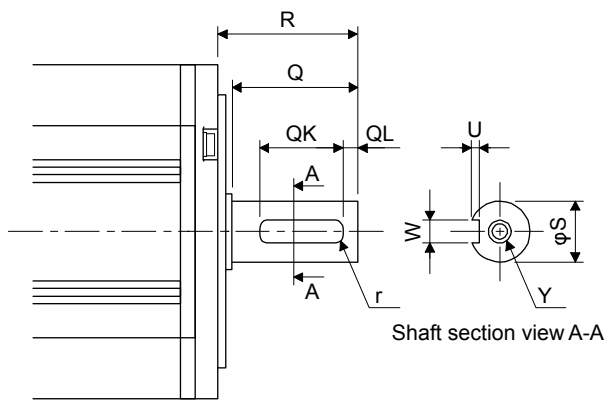 R
Q
QK QL U
A
W φS
A r Y
Shaft section view A-A